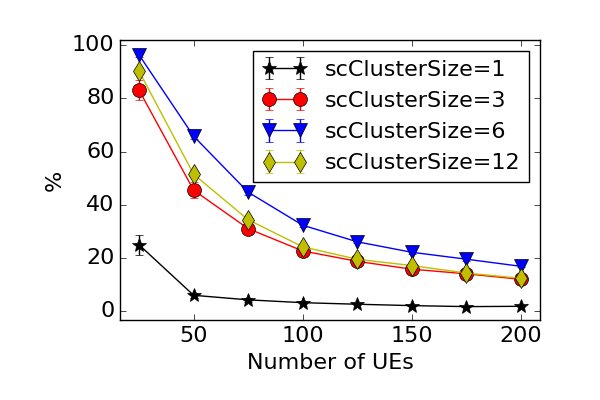 100
80
60
40
20
0
%
scClusterSize=1
scClusterSize=3
scClusterSize=6
scClusterSize=12
50
100
150
200
Number of UEs